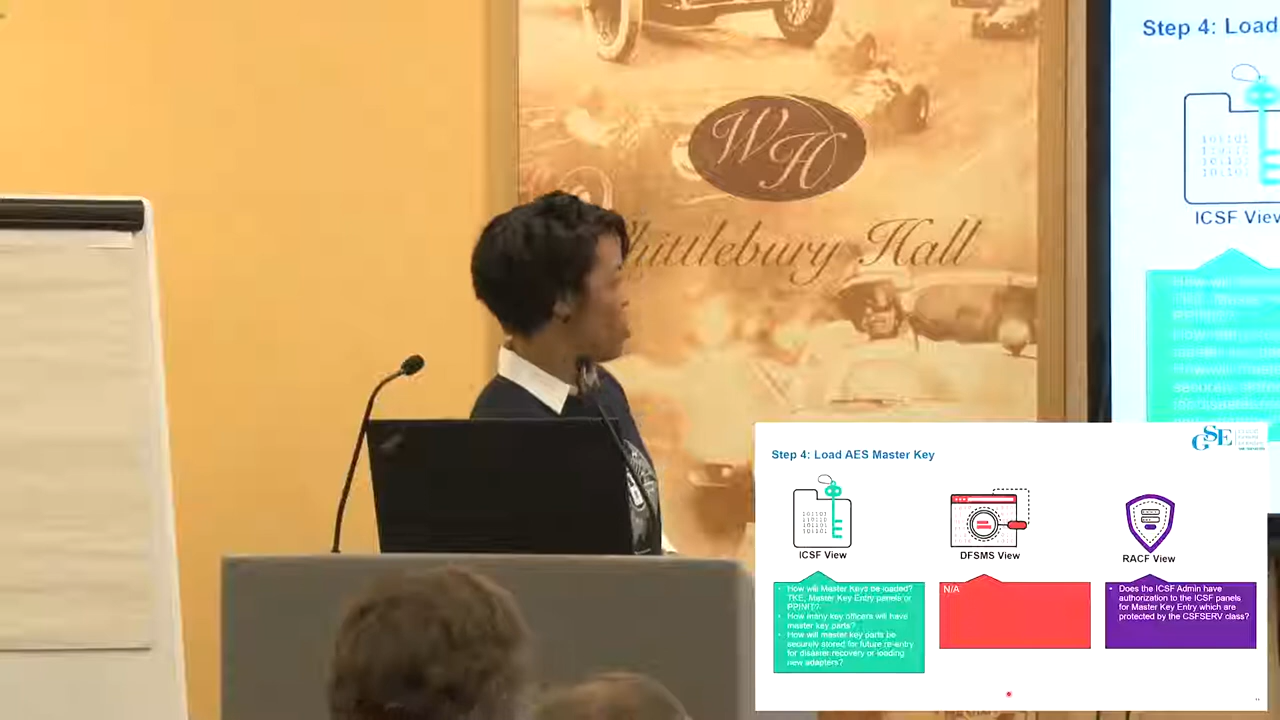 WH
Whittlebury Hall
Step 4: Load
ICSF View
GSE
Step 4: Load AES Master Key
ICSF View
DFSMS View
RACF View
• How will Master Keys be loaded?
TKE, Master Key Entry panels or
PPINIT?
• How many key officers will have
master key parts?
• How will master key parts be
securely stored for future re-entry
for disaster recovery or loading
new adapters?
N/A
• Does the ICSF Admin have
authorization to the ICSF panels
for Master Key Entry which are
protected by the CSFSERV class?